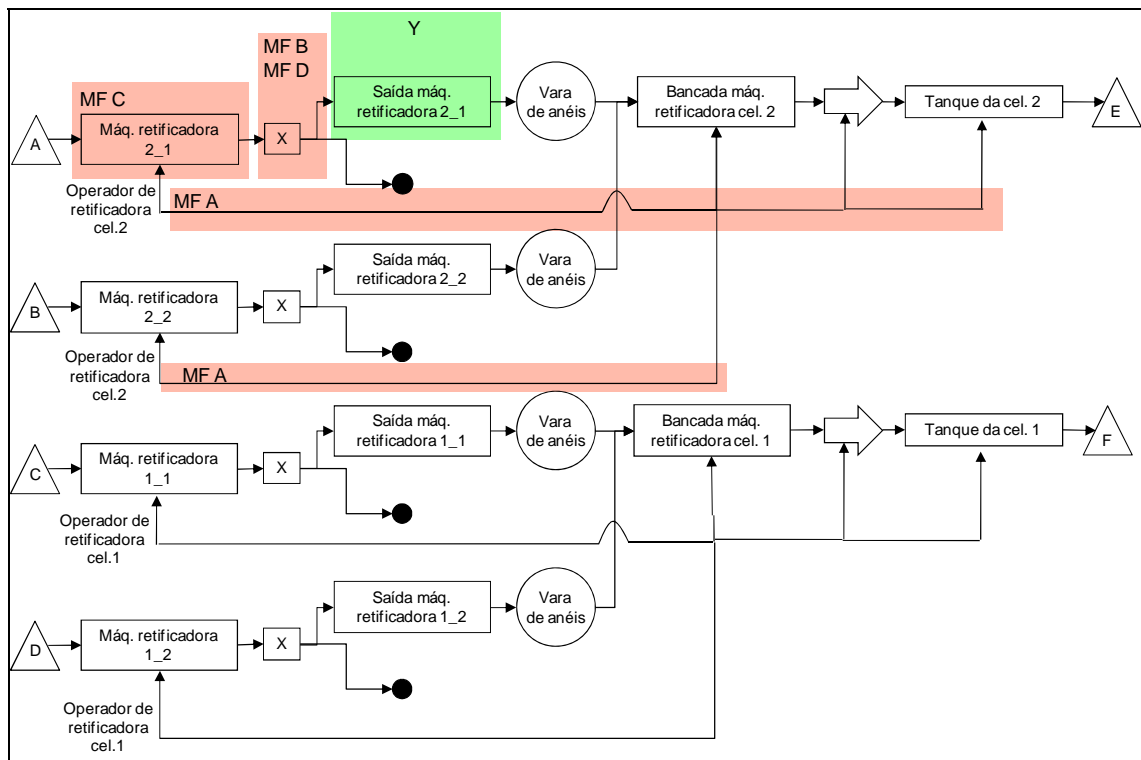 Y
MF B
MF D
MF C
Saída máq.
retificadora 2_1
Vara
de anéis
Bancada máq.
retificadora cel. 2
Tanque da cel. 2
E
A
Máq. retificadora
2_1
X
Operador de
retificadora
cel.2
MF A
Saída máq.
retificadora 2_2
Vara
de anéis
B
Máq. retificadora
2_2
X
Operador de
retificadora
cel.2
MF A
Saída máq.
retificadora 1_1
Vara
de anéis
Bancada máq.
retificadora cel. 1
Tanque da cel. 1
F
C
Máq. retificadora
1_1
X
Operador de
retificadora
cel.1
Saída máq.
retificadora 1_2
Vara
de anéis
D
Máq. retificadora
1_2
X
Operador de
retificadora
cel.1